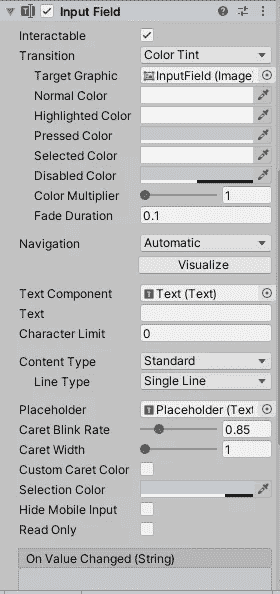 Input Field
Interactable
Transition Color Tint
Target Graphic InputField (Image
Normal Color
Highlighted Color
Pressed Color
Selected Color
Disabled Color
Color Multiplier 1
Fade Duration 0.1
Navigation Automatic
Visualize
Text Component Text (Text)
Text
Character Limit 0
Content Type Standard
Line Type Single Line
Placeholder Placeholder (Text
Caret Blink Rate 0.85
Caret Width 1
Custom Caret Color
Selection Color
Hide Mobile Input
Read Only
On Value Changed (String)